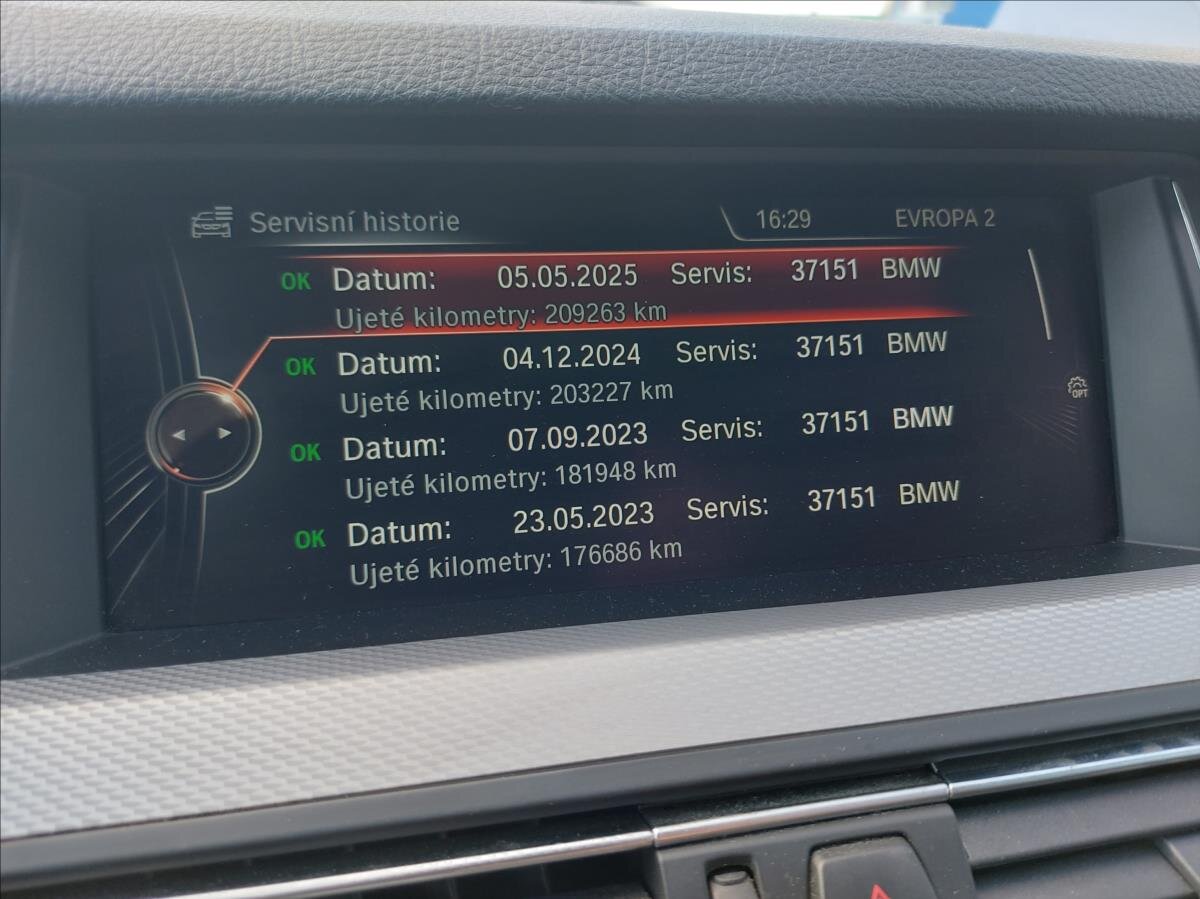 Servisní historie 16:29 EVROPA 2
OK Datum: 05.05.2025 Servis: 37151 BMW
Ujeté kilometry: 209263 km
OK Datum: 04.12.2024 Servis: 37151 BMW
Ujeté kilometry: 203227 km
OK Datum: 07.09.2023 Servis: 37151 BMW
Ujeté kilometry: 181948 km
OPT
OK Datum: 23.05.2023 Servis: 37151 BMW
Ujeté kilometry: 176686 km